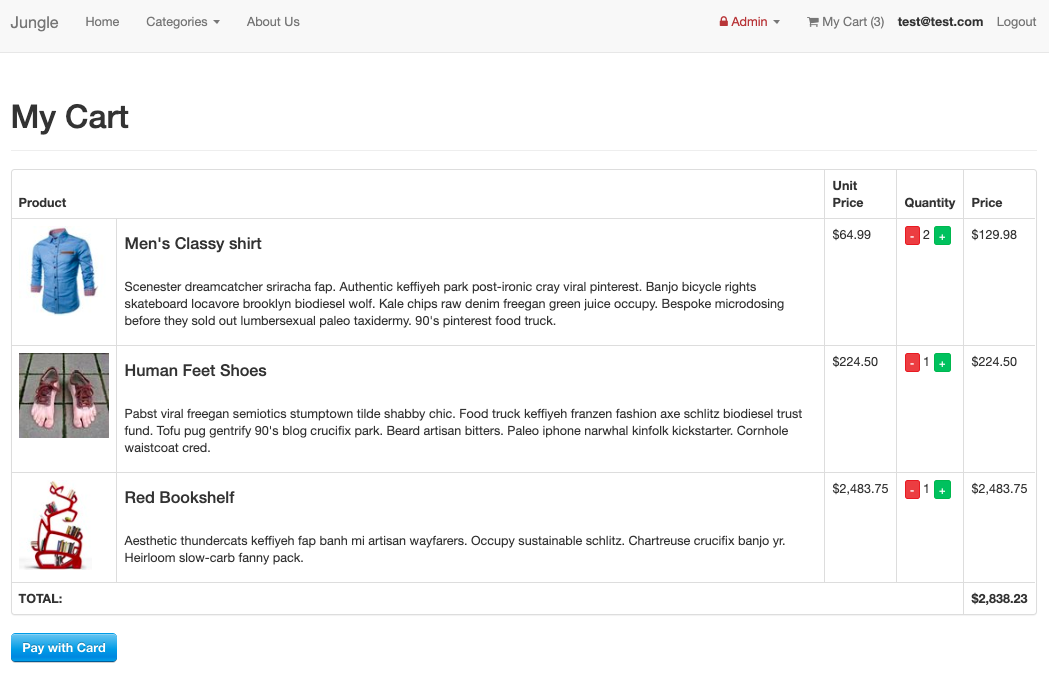 Jungle Home Categories About Us Admin My Cart (3) test@test.com Logout
My Cart
Product Unit Price Quantity Price
Men's Classy shirt
$64.99 - 2 + $129.98
Scenester dreamcatcher sriracha fap. Authentic keffiyeh park post-ironic cray viral pinterest. Banjo bicycle rights
skateboard locavore brooklyn biodiesel wolf. Kale chips raw denim freegan green juice occupy. Bespoke microdosing
before they sold out lumbersexual paleo taxidermy. 90's pinterest food truck.
Human Feet Shoes
$224.50 - 1 + $224.50
Pabst viral freegan semiotics stumptown tilde shabby chic. Food truck keffiyeh franzen fashion axe schlitz biodiesel trust
fund. Tofu pug gentrify 90's blog crucifix park. Beard artisan bitters. Paleo iphone narwhal kinfolk kickstarter. Cornhole
waistcoat cred.
Red Bookshelf
$2,483.75 - 1 + $2,483.75
Aesthetic thundercats keffiyeh fap banh mi artisan wayfarers. Occupy sustainable schlitz. Chartreuse crucifix banjo yr.
Heirloom slow-carb fanny pack.
TOTAL: $2,838.23
Pay with Card